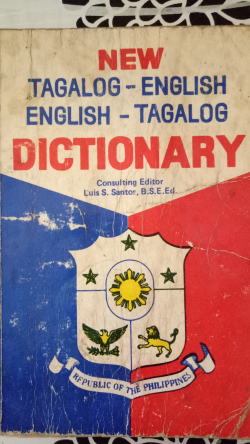 NEW
TAGALOG - ENGLISH
ENGLISH - TAGALOG
DICTIONARY
Consulting Editor
Luis S. Santor, B.S.E.Ed.
REPUBLIC OF THE PHILIPPINES